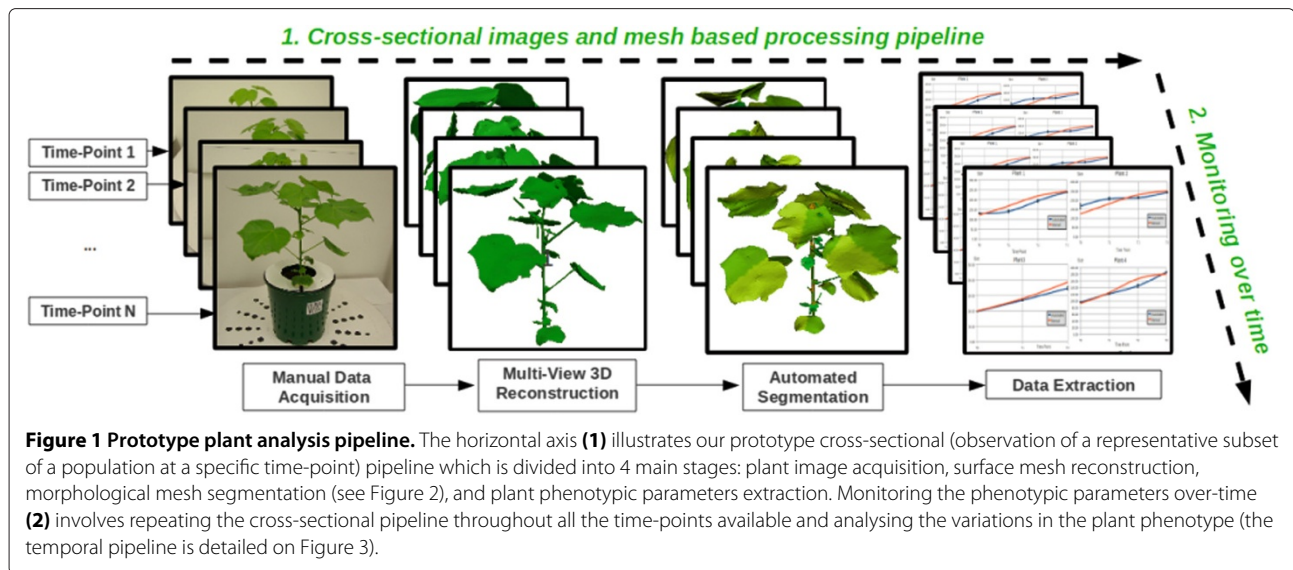 1. Cross-sectional images and mesh based processing pipeline
2. Monitoring over time
Time-Point 1
Time-Point 2
...
Time-Point N
Plant 1
Plant 2
Manual Data
Acquisition
Multi-View 3D
Reconstruction
Automated
Segmentation
Data Extraction
Figure 1 Prototype plant analysis pipeline. The horizontal axis (1) illustrates our prototype cross-sectional (observation of a representative subset
of a population at a specific time-point) pipeline which is divided into 4 main stages: plant image acquisition, surface mesh reconstruction,
morphological mesh segmentation (see Figure 2), and plant phenotypic parameters extraction. Monitoring the phenotypic parameters over-time
(2) involves repeating the cross-sectional pipeline throughout all the time-points available and analysing the variations in the plant phenotype (the
temporal pipeline is detailed on Figure 3).